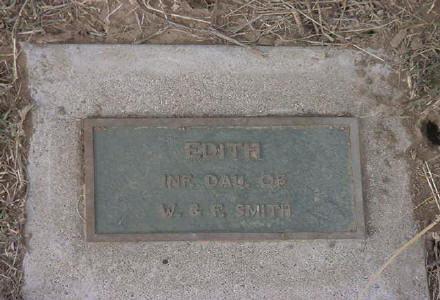 EDITH
INF. DAU. OF
W. & F. SMITH